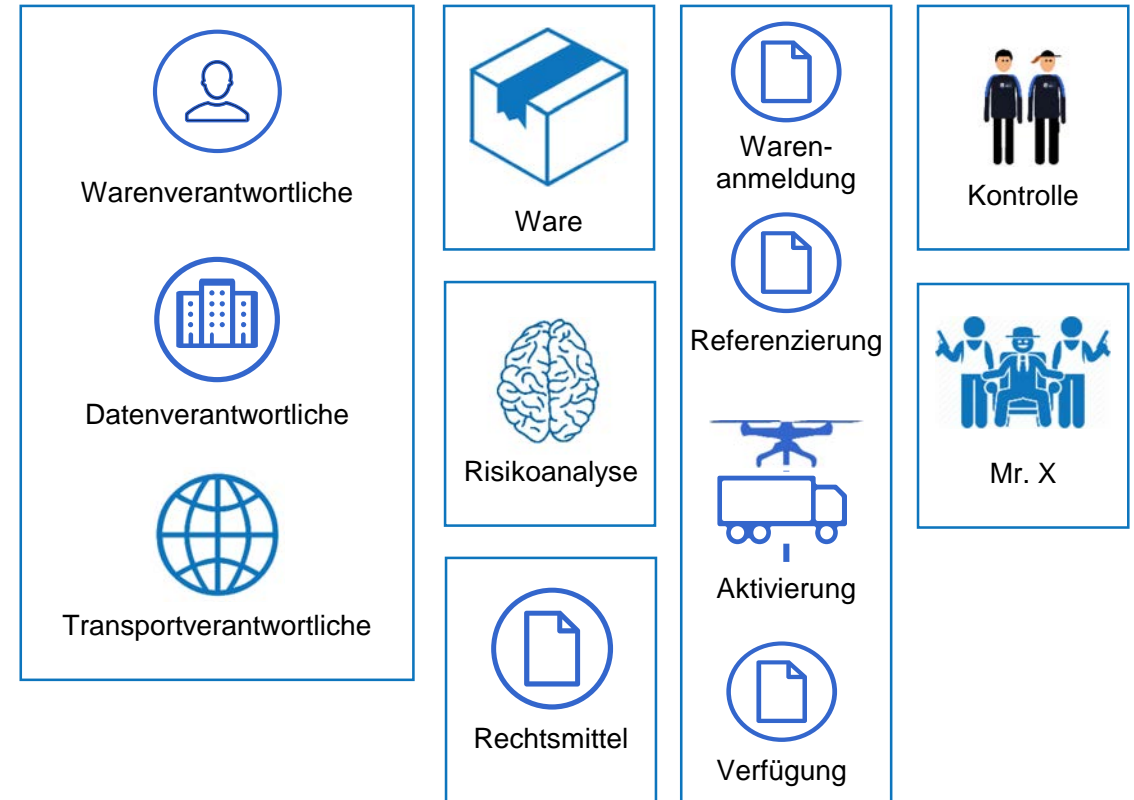 Warenverantwortliche
Datenverantwortliche
Transportverantwortliche
Ware
Risikoanalyse
Rechtsmittel
Waren-
anmeldung
Referenzierung
Aktivierung
Verfügung
Kontrolle
Mr. X